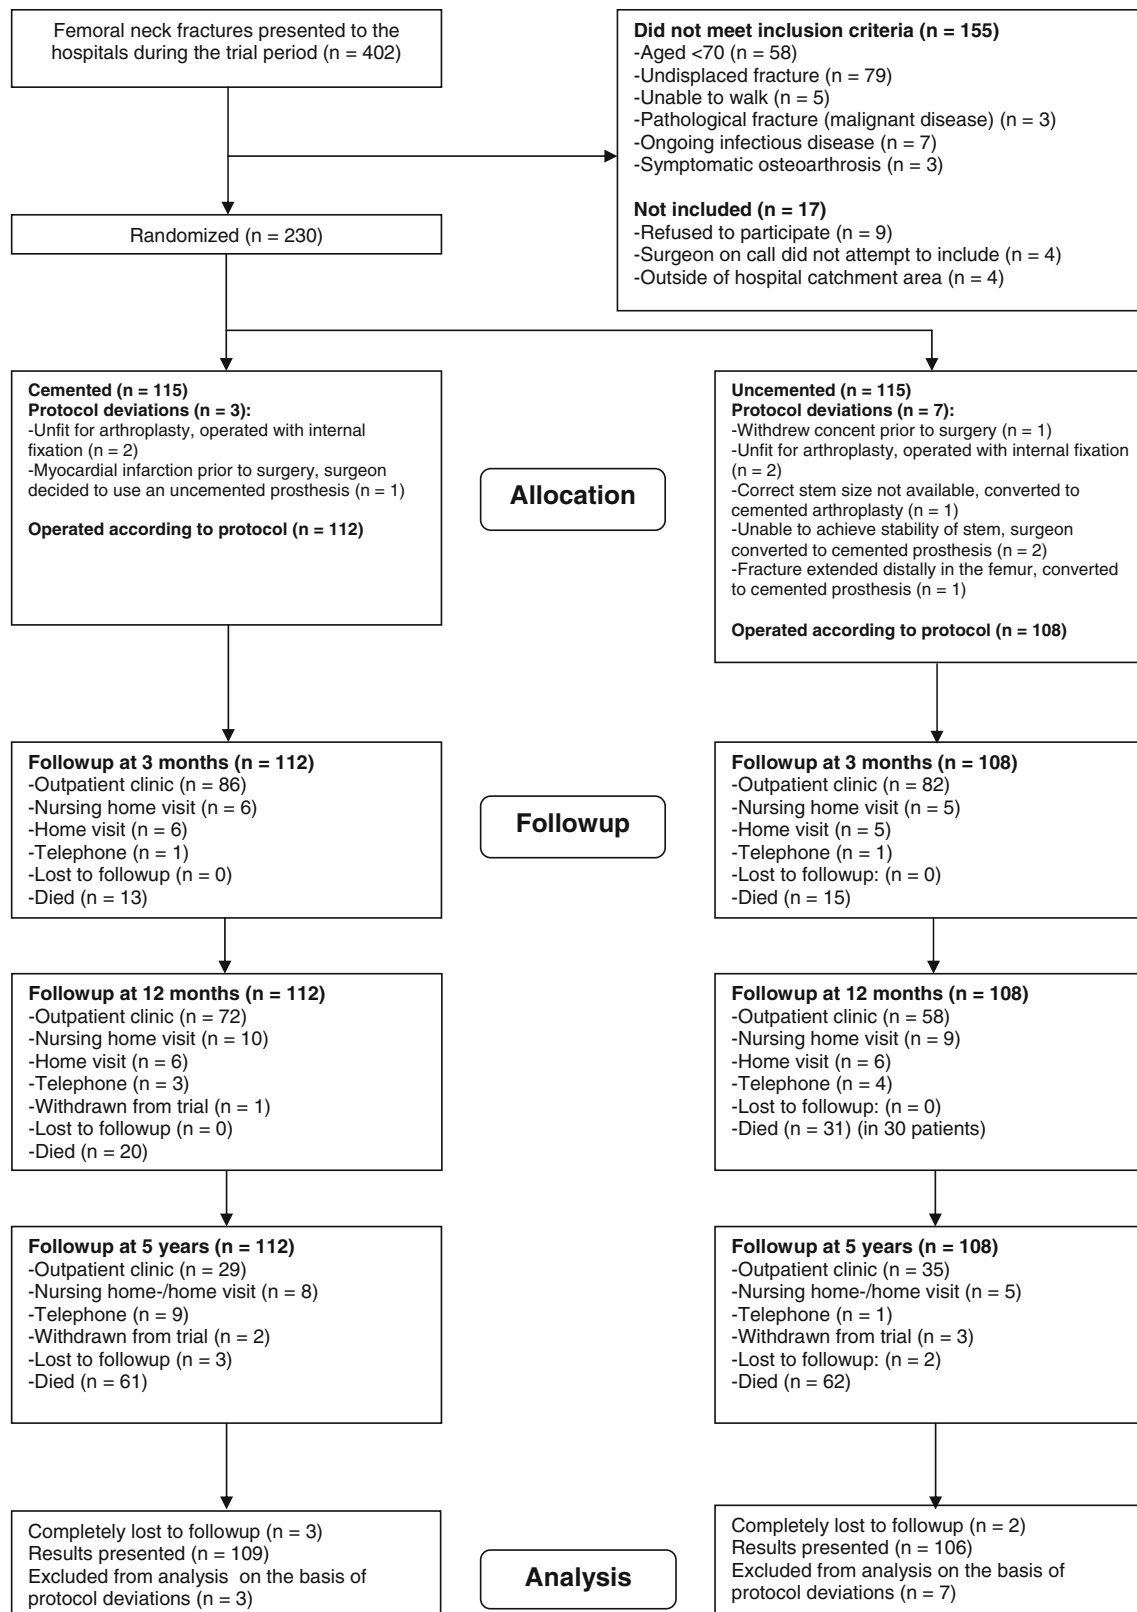 Femoral neck fractures presented to the
hospitals during the trial period (n = 402)
Did not meet inclusion criteria (n = 155)
-Aged <70 (n = 58)
-Undisplaced fracture (n = 79)
-Unable to walk (n = 5)
-Pathological fracture (malignant disease) (n = 3)
-Ongoing infectious disease (n = 7)
-Symptomatic osteoarthrosis (n = 3)
Not included (n = 17)
-Refused to participate (n = 9)
-Surgeon on call did not attempt to include (n = 4)
-Outside of hospital catchment area (n = 4)
Randomized (n = 230)
Cemented (n = 115)
Protocol deviations (n = 3):
-Unfit for arthroplasty, operated with internal
fixation (n = 2)
-Myocardial infarction prior to surgery, surgeon
decided to use an uncemented prosthesis (n = 1)
Operated according to protocol (n = 112)
Allocation
Uncemented (n = 115)
Protocol deviations (n = 7):
-Withdrew concent prior to surgery (n = 1)
-Unfit for arthroplasty, operated with internal fixation
(n = 2)
-Correct stem size not available, converted to
cemented arthroplasty (n = 1)
-Unable to achieve stability of stem, surgeon
converted to cemented prosthesis (n = 2)
-Fracture extended distally in the femur, converted
to cemented prosthesis (n = 1)
Operated according to protocol (n = 108)
Followup at 3 months (n = 112)
-Outpatient clinic (n = 86)
-Nursing home visit (n = 6)
-Home visit (n = 6)
-Telephone (n = 1)
-Lost to followup (n = 0)
-Died (n = 13)
Followup
Followup at 3 months (n = 108)
-Outpatient clinic (n = 82)
-Nursing home visit (n = 5)
-Home visit (n = 5)
-Telephone (n = 1)
-Lost to followup: (n = 0)
-Died (n = 15)
Followup at 12 months (n = 112)
-Outpatient clinic (n = 72)
-Nursing home visit (n = 10)
-Home visit (n = 6)
-Telephone (n = 3)
-Withdrawn from trial (n = 1)
-Lost to followup (n = 0)
-Died (n = 20)
Followup at 12 months (n = 108)
-Outpatient clinic (n = 58)
-Nursing home visit (n = 9)
-Home visit (n = 6)
-Telephone (n = 4)
-Lost to followup: (n = 0)
-Died (n = 31) (in 30 patients)
Followup at 5 years (n = 112)
-Outpatient clinic (n = 29)
-Nursing home-/home visit (n = 8)
-Telephone (n = 9)
-Withdrawn from trial (n = 2)
-Lost to followup (n = 3)
-Died (n = 61)
Followup at 5 years (n = 108)
-Outpatient clinic (n = 35)
-Nursing home-/home visit (n = 5)
-Telephone (n = 1)
-Withdrawn from trial (n = 3)
-Lost to followup: (n = 2)
-Died (n = 62)
Completely lost to followup (n = 3)
Results presented (n = 109)
Excluded from analysis on the basis of
protocol deviations (n = 3)
Analysis
Completely lost to followup (n = 2)
Results presented (n = 106)
Excluded from analysis on the basis of
protocol deviations (n = 7)